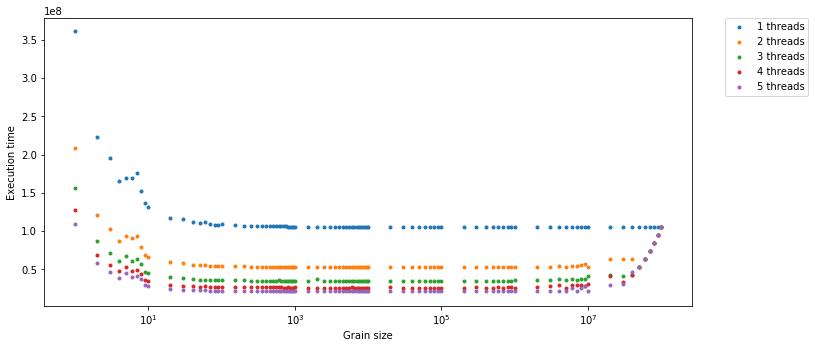 1e8
3.5
3.0
2.5
2.0
1.5
1.0
0.5
Execution time
10¹
10³
10⁵
10⁷
Grain size
1 threads
2 threads
3 threads
4 threads
5 threads